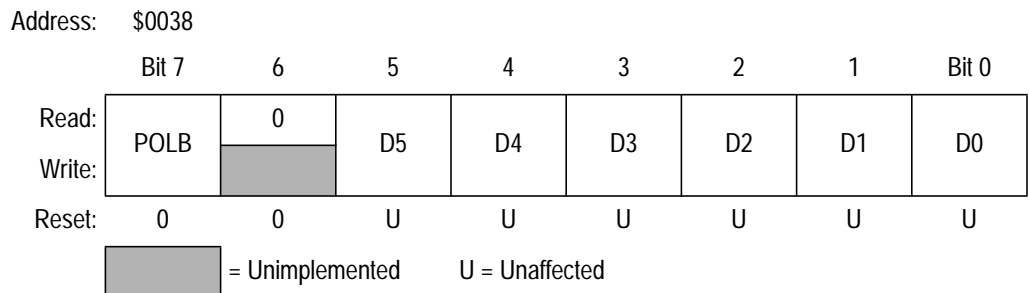 Address: $0038
Bit 7 6 5 4 3 2 1 Bit 0
Read: POLB 0 D5 D4 D3 D2 D1 D0
Write:
Reset: 0 0 U U U U U U
= Unimplemented U = Unaffected